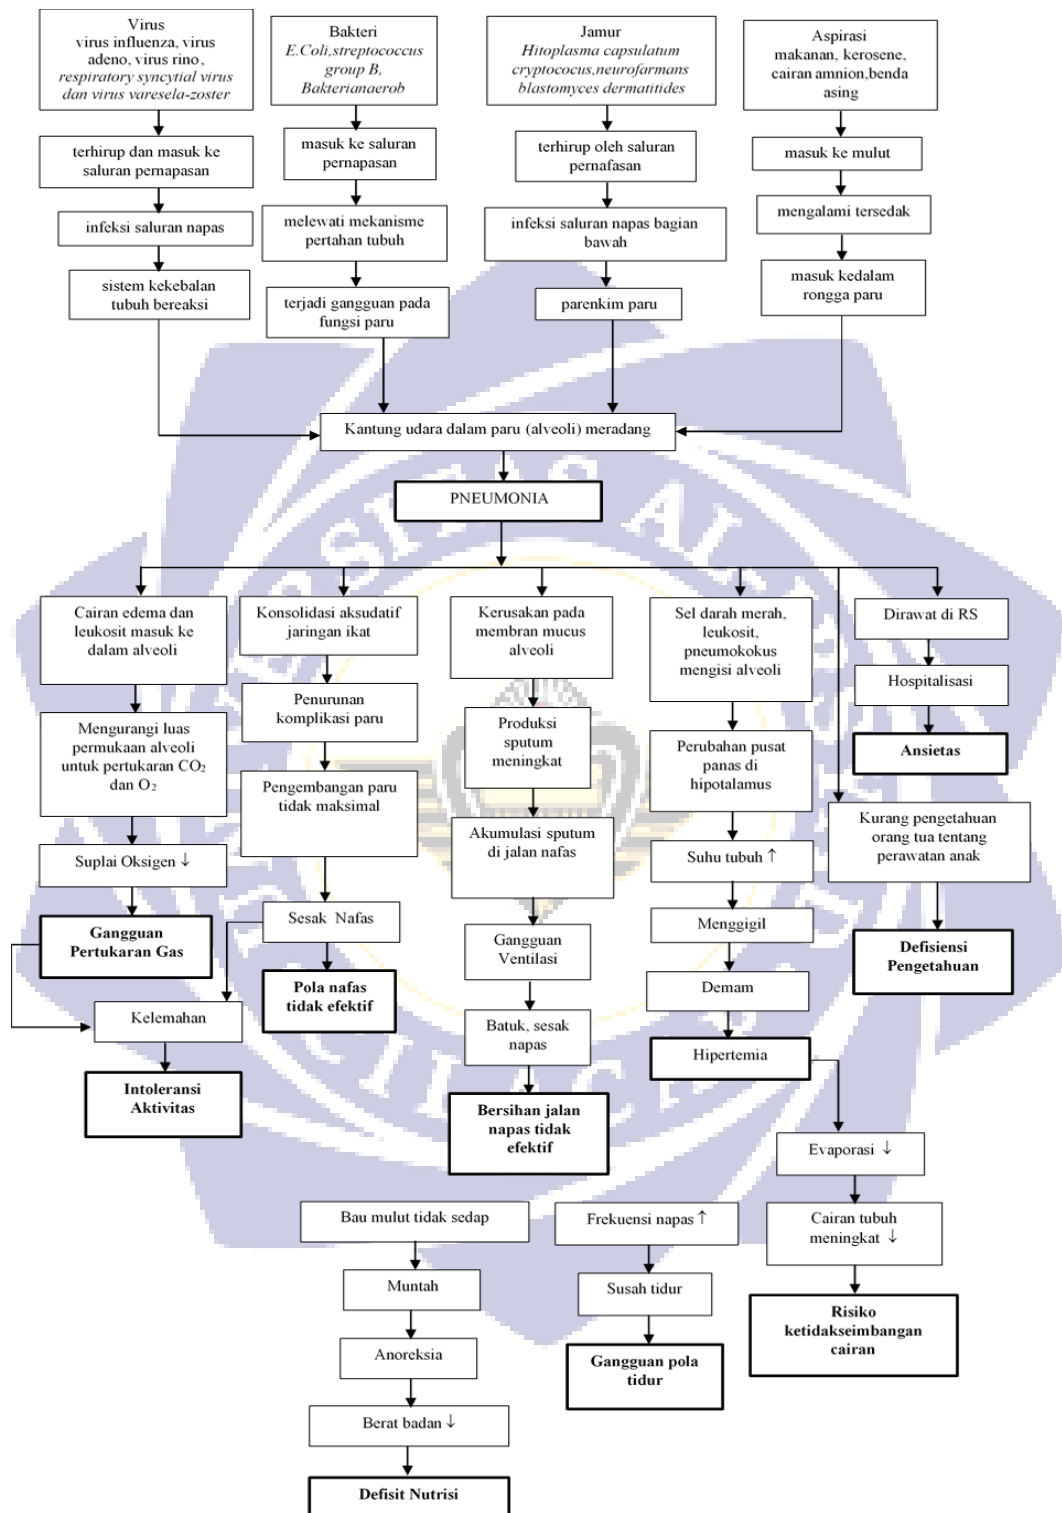 Virus
virus influenza, virus
adeno, virus rino,
respiratory syncytial virus
dan virus varesela-zoster
Bakteri
E.Coli,streptococcus
group B,
Bakterianaerob
Jamur
Hitoplasma capsulatum
cryptococus,neurofarmans
blastomyces dermatitides
Aspirasi
makanan, kerosene,
cairan amnion,benda
asing
terhirup dan masuk ke
saluran pernapasan
masuk ke saluran
pernapasan
terhirup oleh saluran
pernafasan
masuk ke mulut
infeksi saluran napas
melewati mekanisme
pertahan tubuh
infeksi saluran napas bagian
bawah
mengalami tersedak
sistem kekebalan
tubuh bereaksi
terjadi gangguan pada
fungsi paru
parenkim paru
masuk kedalam
rongga paru
Kantung udara dalam paru (alveoli) meradang
PNEUMONIA
Cairan edema dan
leukosit masuk ke
dalam alveoli
Konsolidasi aksudatif
jaringan ikat
Kerusakan pada
membran mucus
alveoli
Sel darah merah,
leukosit,
pneumokokus
mengisi alveoli
Dirawat di RS
Hospitalisasi
Ansietas
Mengurangi luas
permukaan alveoli
untuk pertukaran CO₂
dan O₂
Penurunan
komplikasi paru
Produksi
sputum
meningkat
Perubahan pusat
panas di
hipotalamus
Pengembangan paru
tidak maksimal
Kurang pengetahuan
orang tua tentang
perawatan anak
Suplai Oksigen ↓
Akumulasi sputum
di jalan nafas
Suhu tubuh ↑
Gangguan
Pertukaran Gas
Sesak Nafas
Gangguan
Ventilasi
Menggigil
Defisiensi
Pengetahuan
Pola nafas
tidak efektif
Demam
Kelemahan
Batuk, sesak
napas
Hipertemia
Intoleransi
Aktivitas
Bersihan jalan
napas tidak
efektif
Evaporasi ↓
Bau mulut tidak sedap
Frekuensi napas ↑
Cairan tubuh
meningkat ↓
Muntah
Susah tidur
Risiko
ketidakseimbangan
cairan
Anoreksia
Gangguan pola
tidur
Berat badan ↓
Defisit Nutrisi